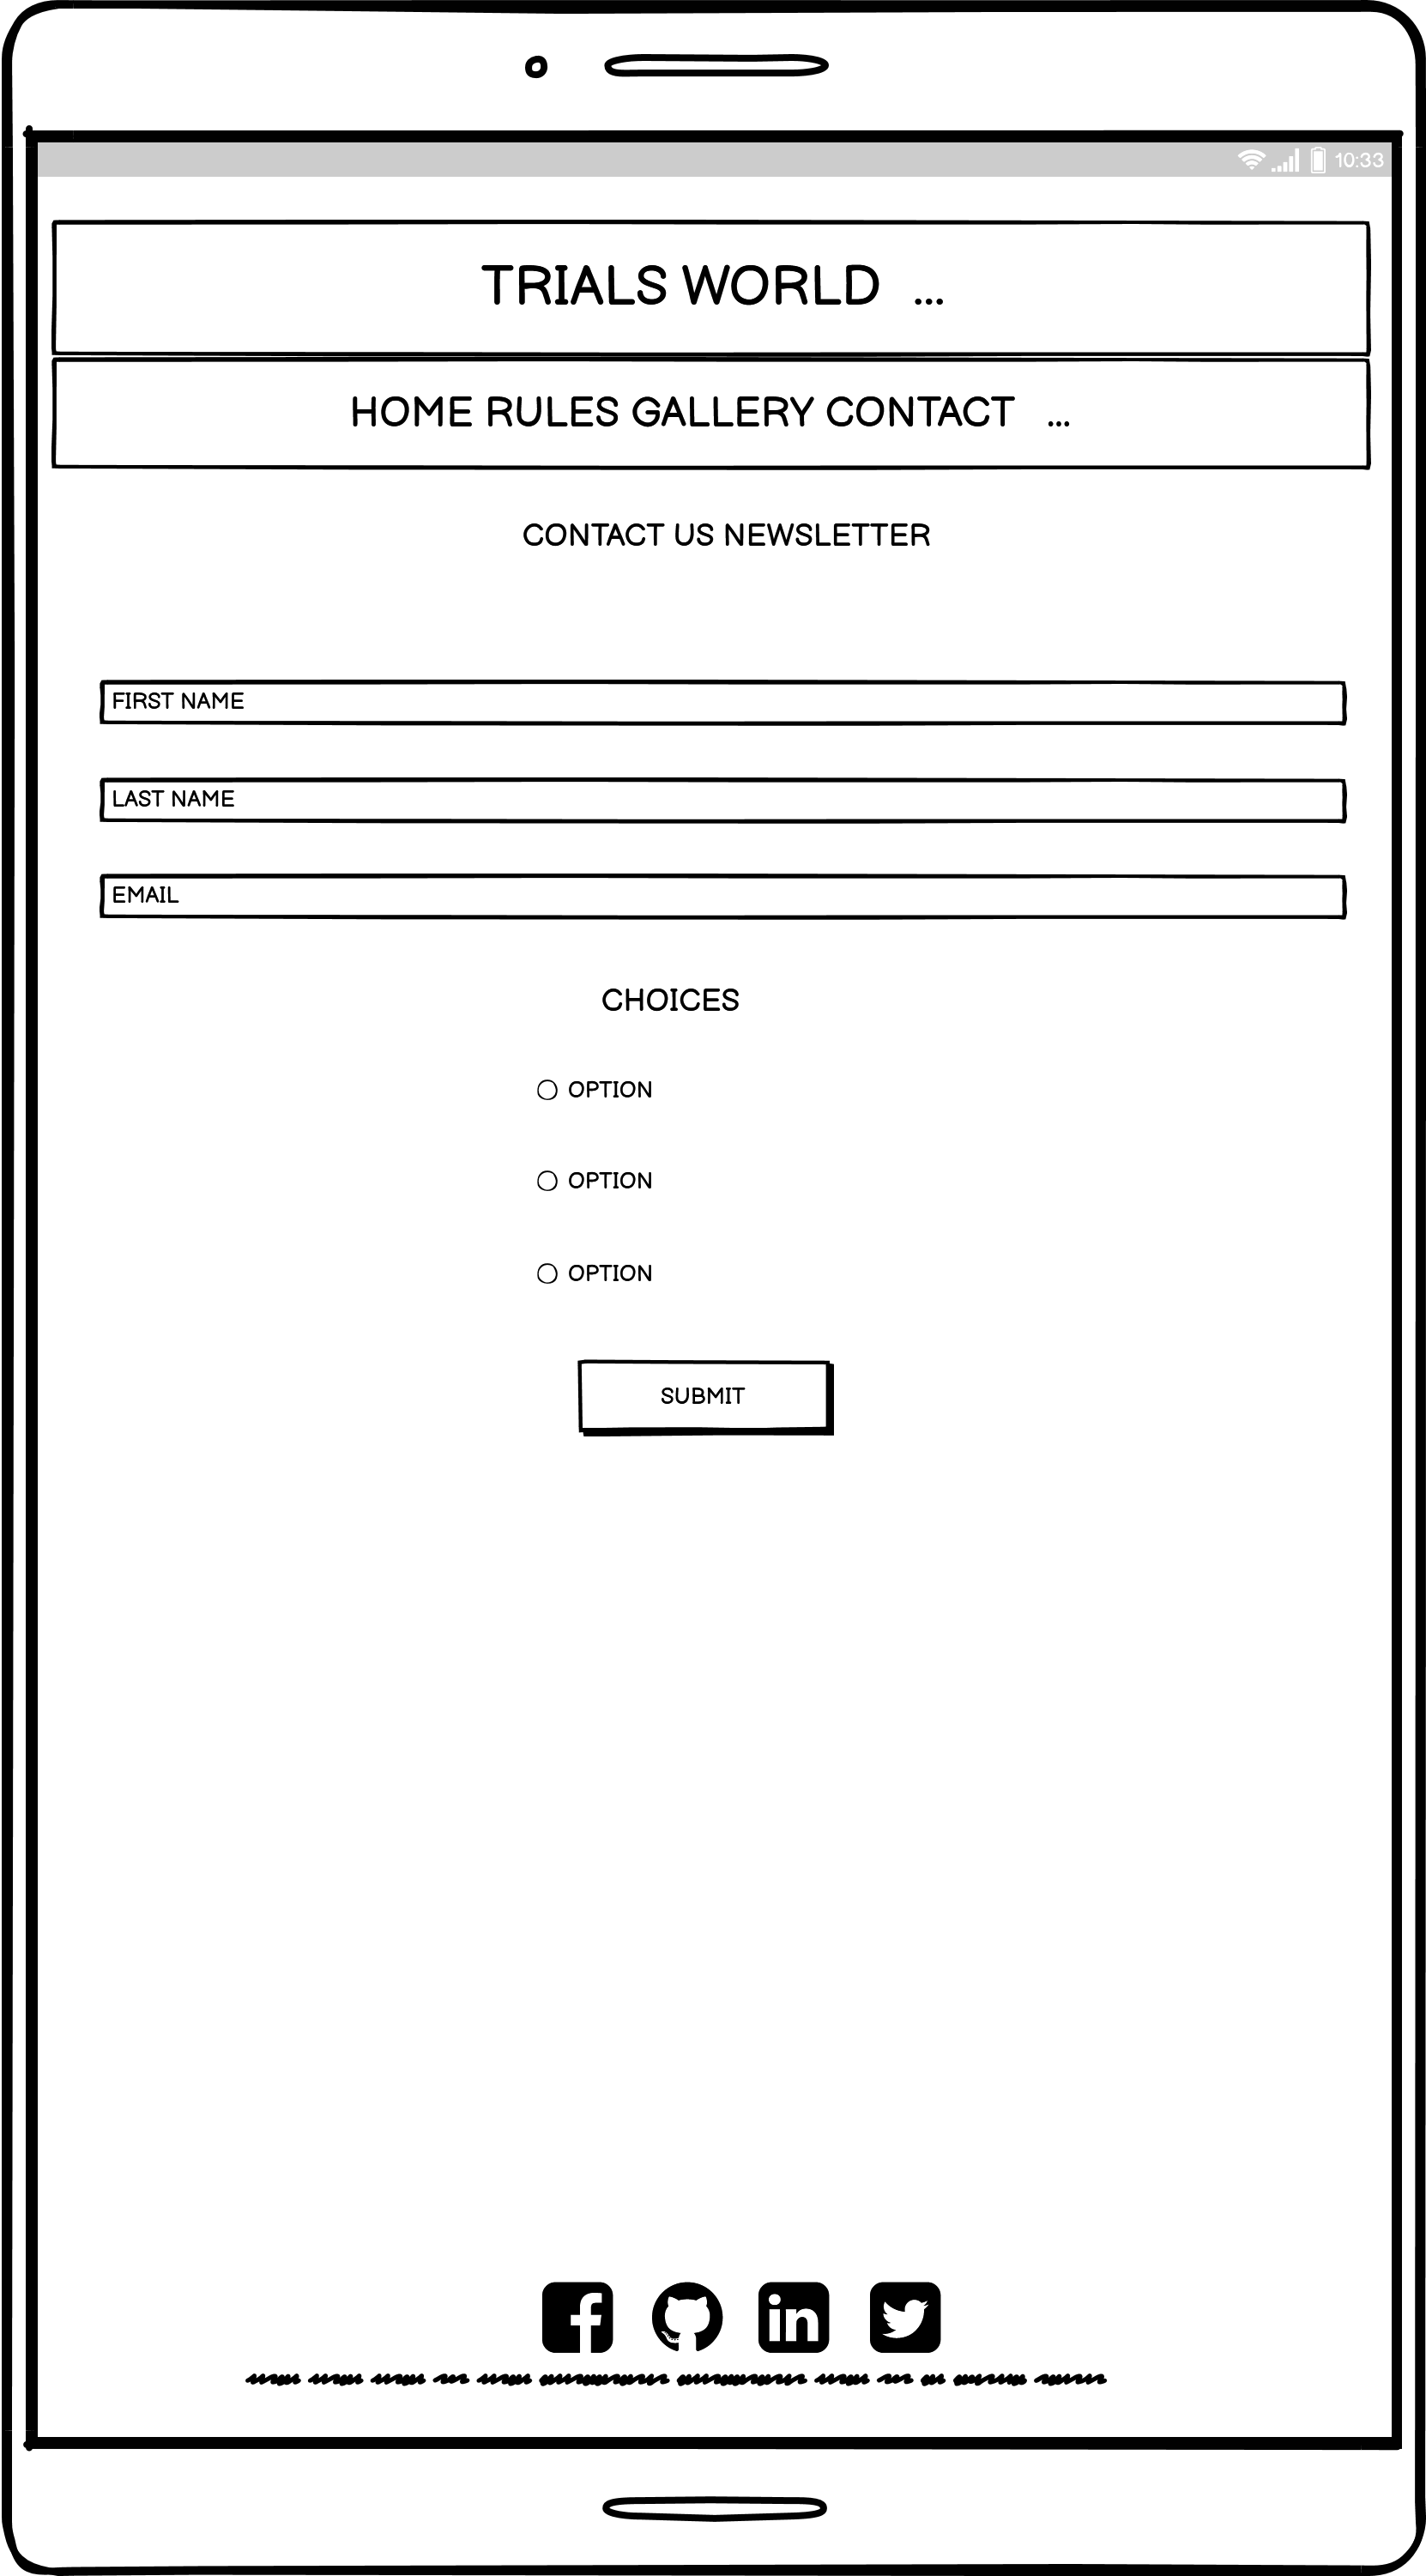 10:33
TRIALS WORLD ...
HOME RULES GALLERY CONTACT ...
CONTACT US NEWSLETTER
FIRST NAME
LAST NAME
EMAIL
CHOICES
OPTION
OPTION
OPTION
SUBMIT